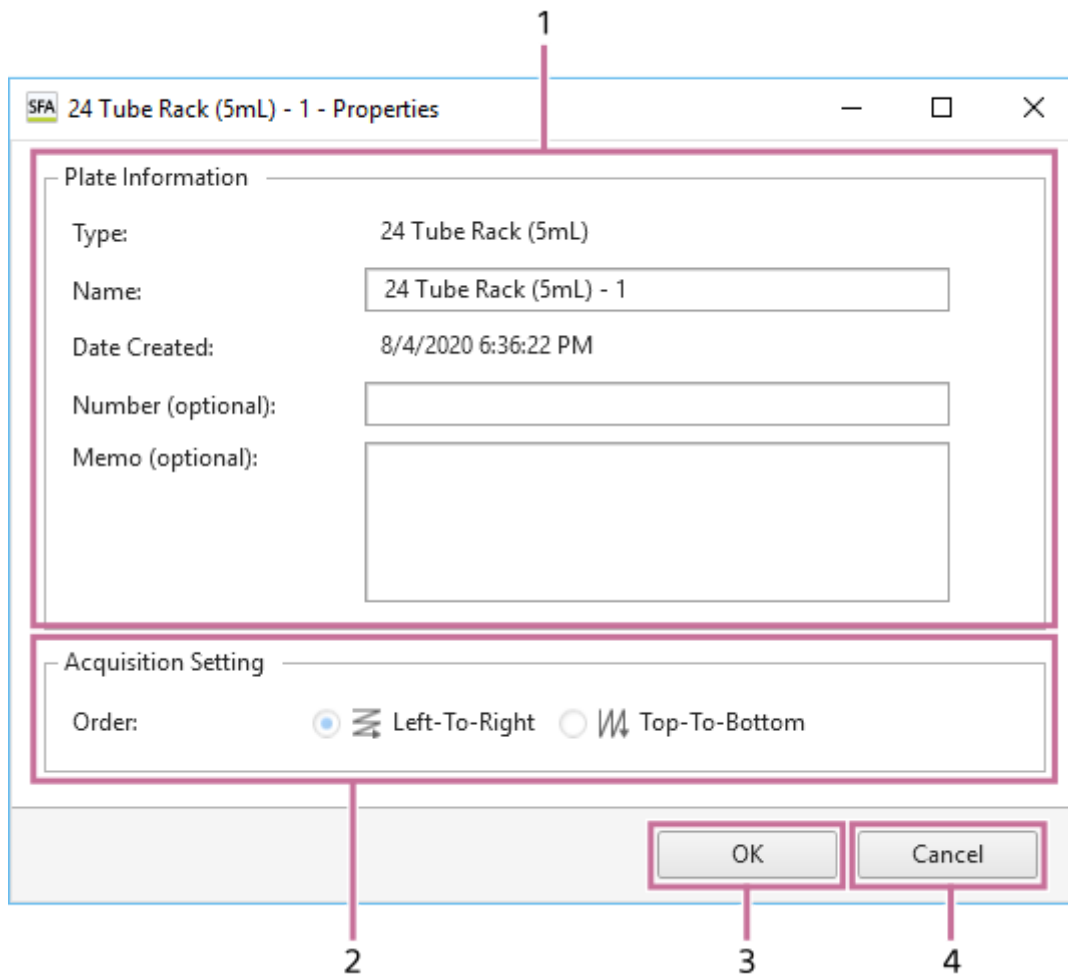 1
SFA 24 Tube Rack (5mL) - 1 - Properties
Plate Information
Type: 24 Tube Rack (5mL)
Name: 24 Tube Rack (5mL) - 1
Date Created: 8/4/2020 6:36:22 PM
Number (optional):
Memo (optional):
Acquisition Setting
Order: Left-To-Right Top-To-Bottom
OK Cancel
2 3 4